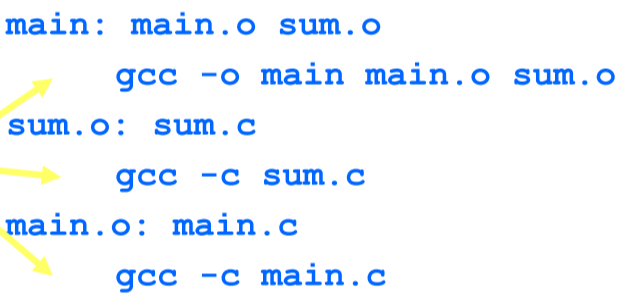 main: main.o sum.o
gcc -o main main.o sum.o
sum.o: sum.c
gcc -c sum.c
main.o: main.c
gcc -c main.c